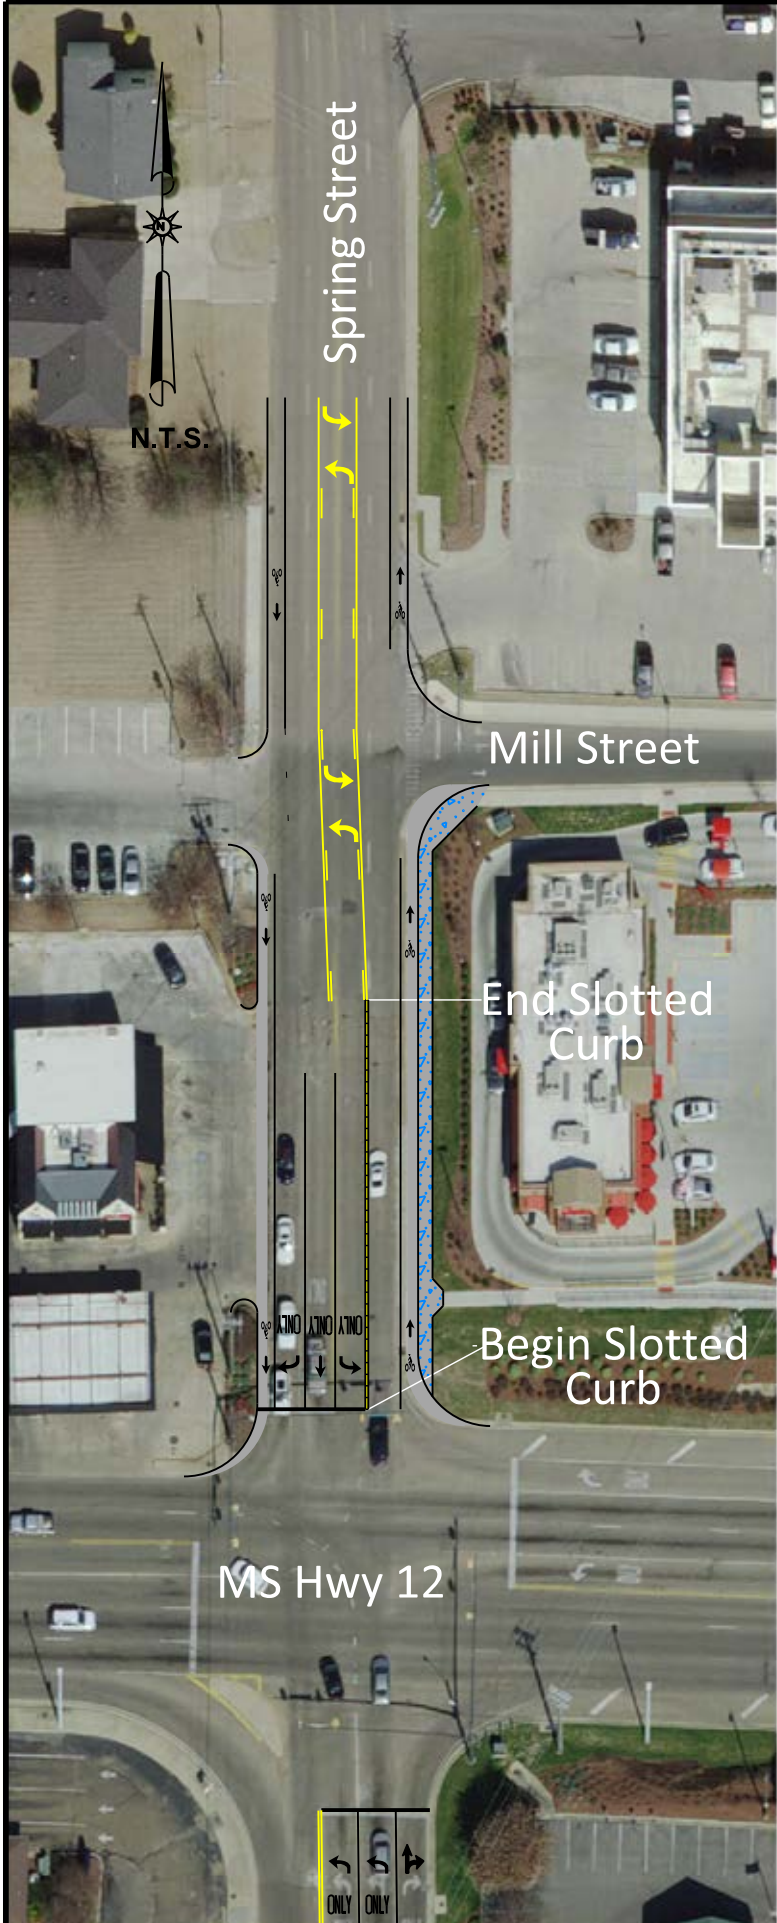 Spring Street
N
N.T.S.
Mill Street
End Slotted
Curb
ONLY
ONLY
ONLY
Begin Slotted
Curb
MS Hwy 12
ONLY
ONLY